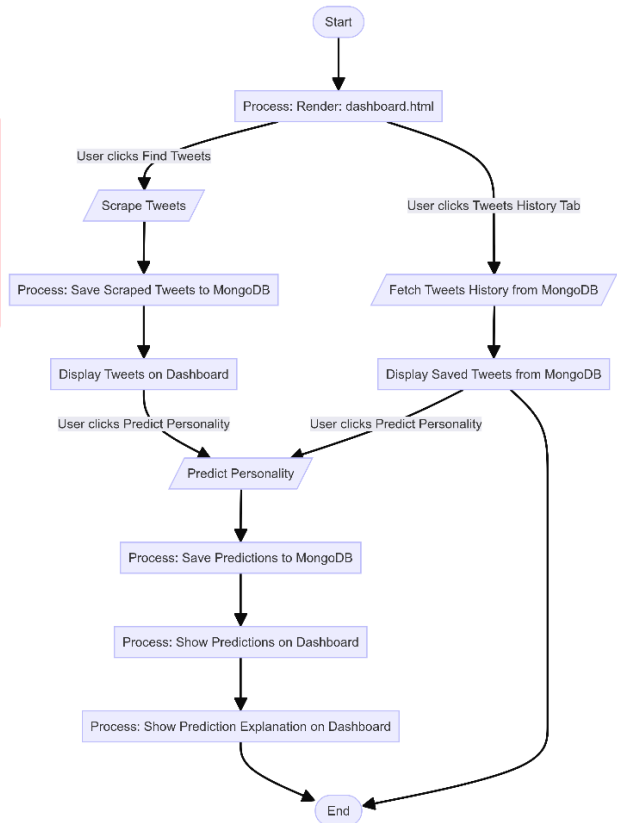 Start
Process: Render: dashboard.html
User clicks Find Tweets
Scrape Tweets
User clicks Tweets History Tab
Process: Save Scraped Tweets to MongoDB
Fetch Tweets History from MongoDB
Display Tweets on Dashboard
Display Saved Tweets from MongoDB
User clicks Predict Personality
User clicks Predict Personality
Predict Personality
Process: Save Predictions to MongoDB
Process: Show Predictions on Dashboard
Process: Show Prediction Explanation on Dashboard
End